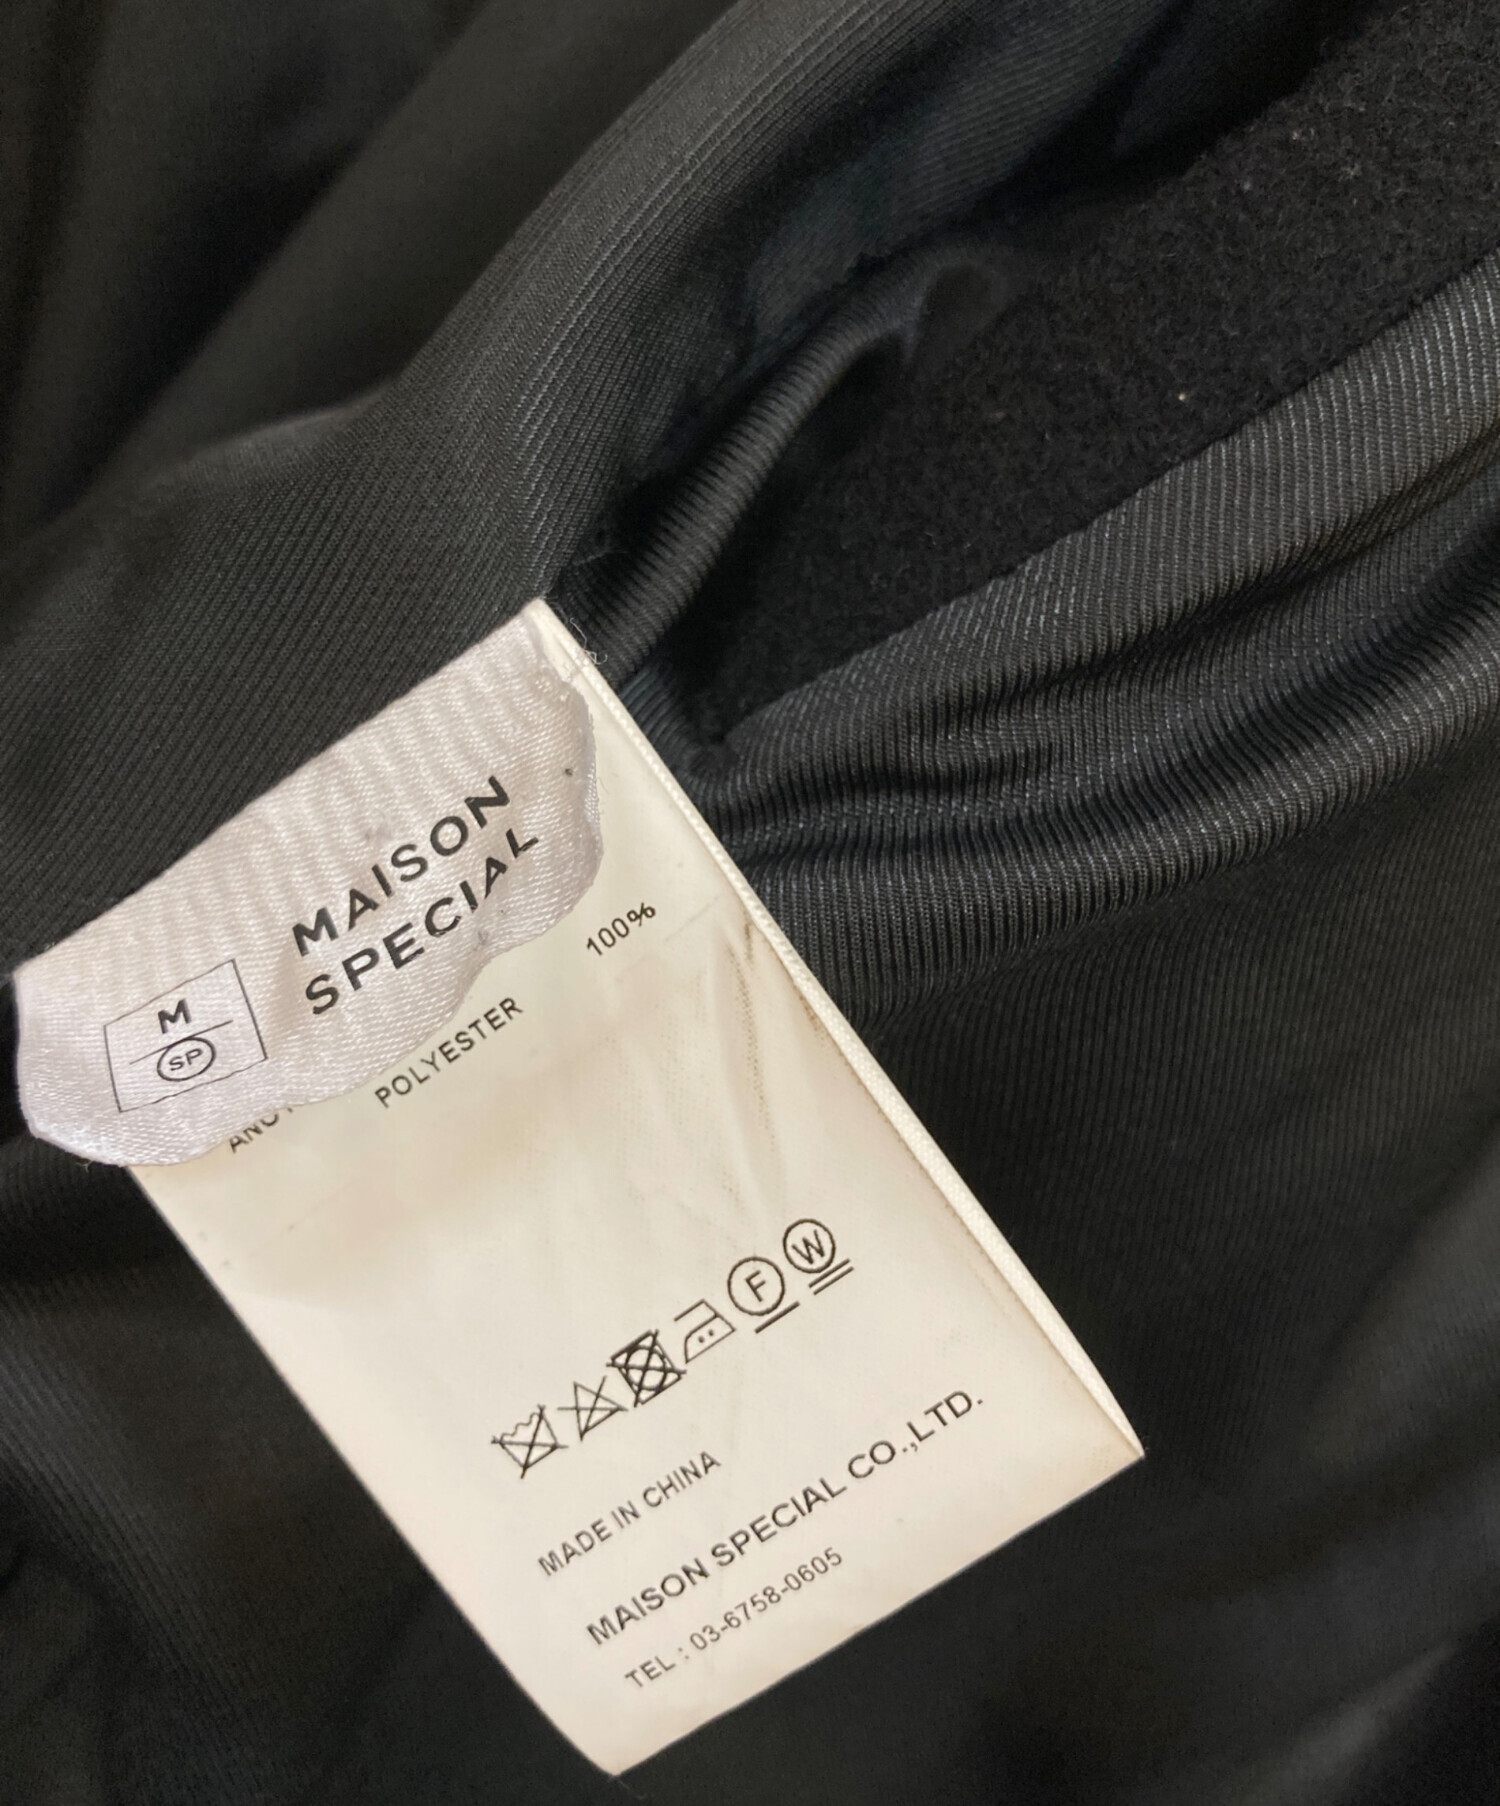 MAISON
SPECIAL
M
SP
100%
POLYESTER
F
W
MADE IN CHINA
MAISON SPECIAL CO.,LTD.
TEL : 03-6758-0605